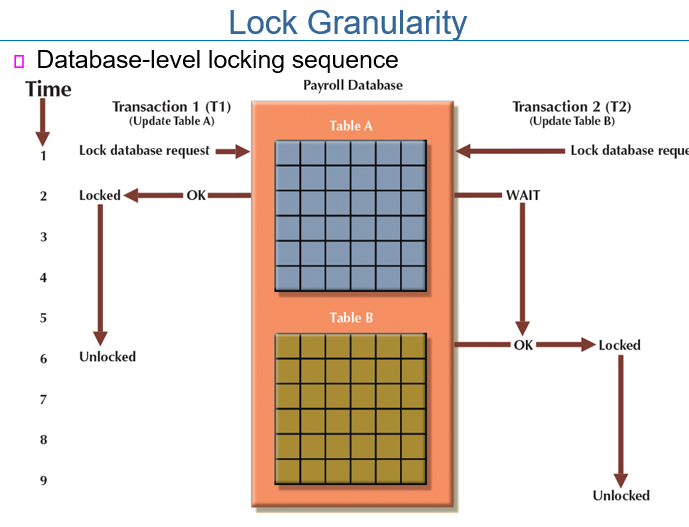 Lock Granularity
Database-level locking sequence
Time
Payroll Database
Transaction 1 (T1)
(Update Table A)
Transaction 2 (T2)
(Update Table B)
Table A
1 Lock database request Lock database reque
2 Locked OK WAIT
3
4
5
Table B
OK Locked
6 Unlocked
7
8
9
Unlocked